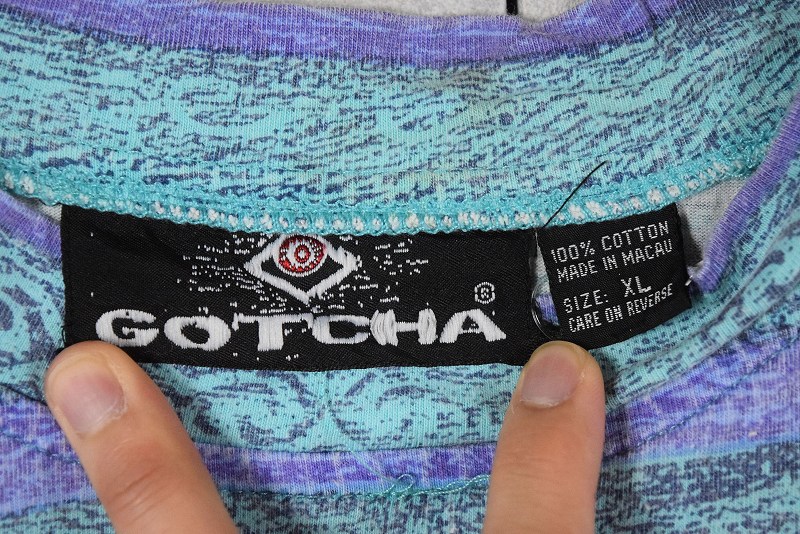 GOTCHA®
100% COTTON
MADE IN MACAU
SIZE: XL
CARE ON REVERSE